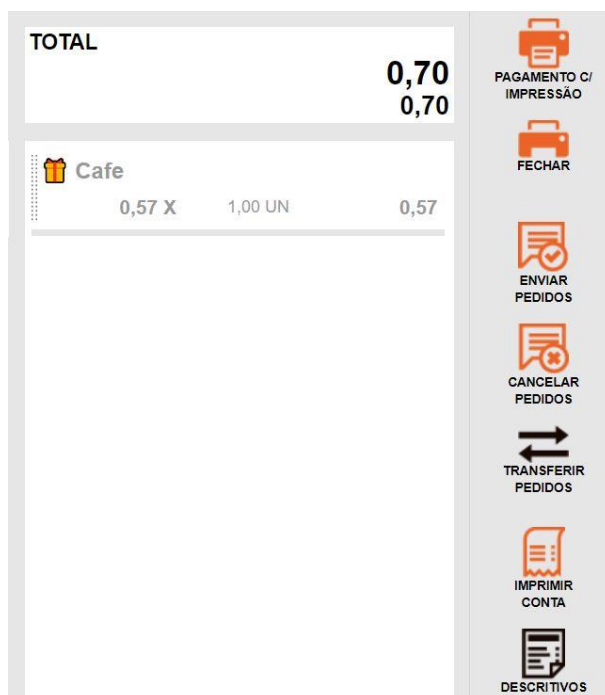 TOTAL
0,70
0,70
Cafe
0,57 X 1,00 UN 0,57
PAGAMENTO C/
IMPRESSÃO
FECHAR
ENVIAR
PEDIDOS
CANCELAR
PEDIDOS
TRANSFERIR
PEDIDOS
IMPRIMIR
CONTA
DESCRITIVOS